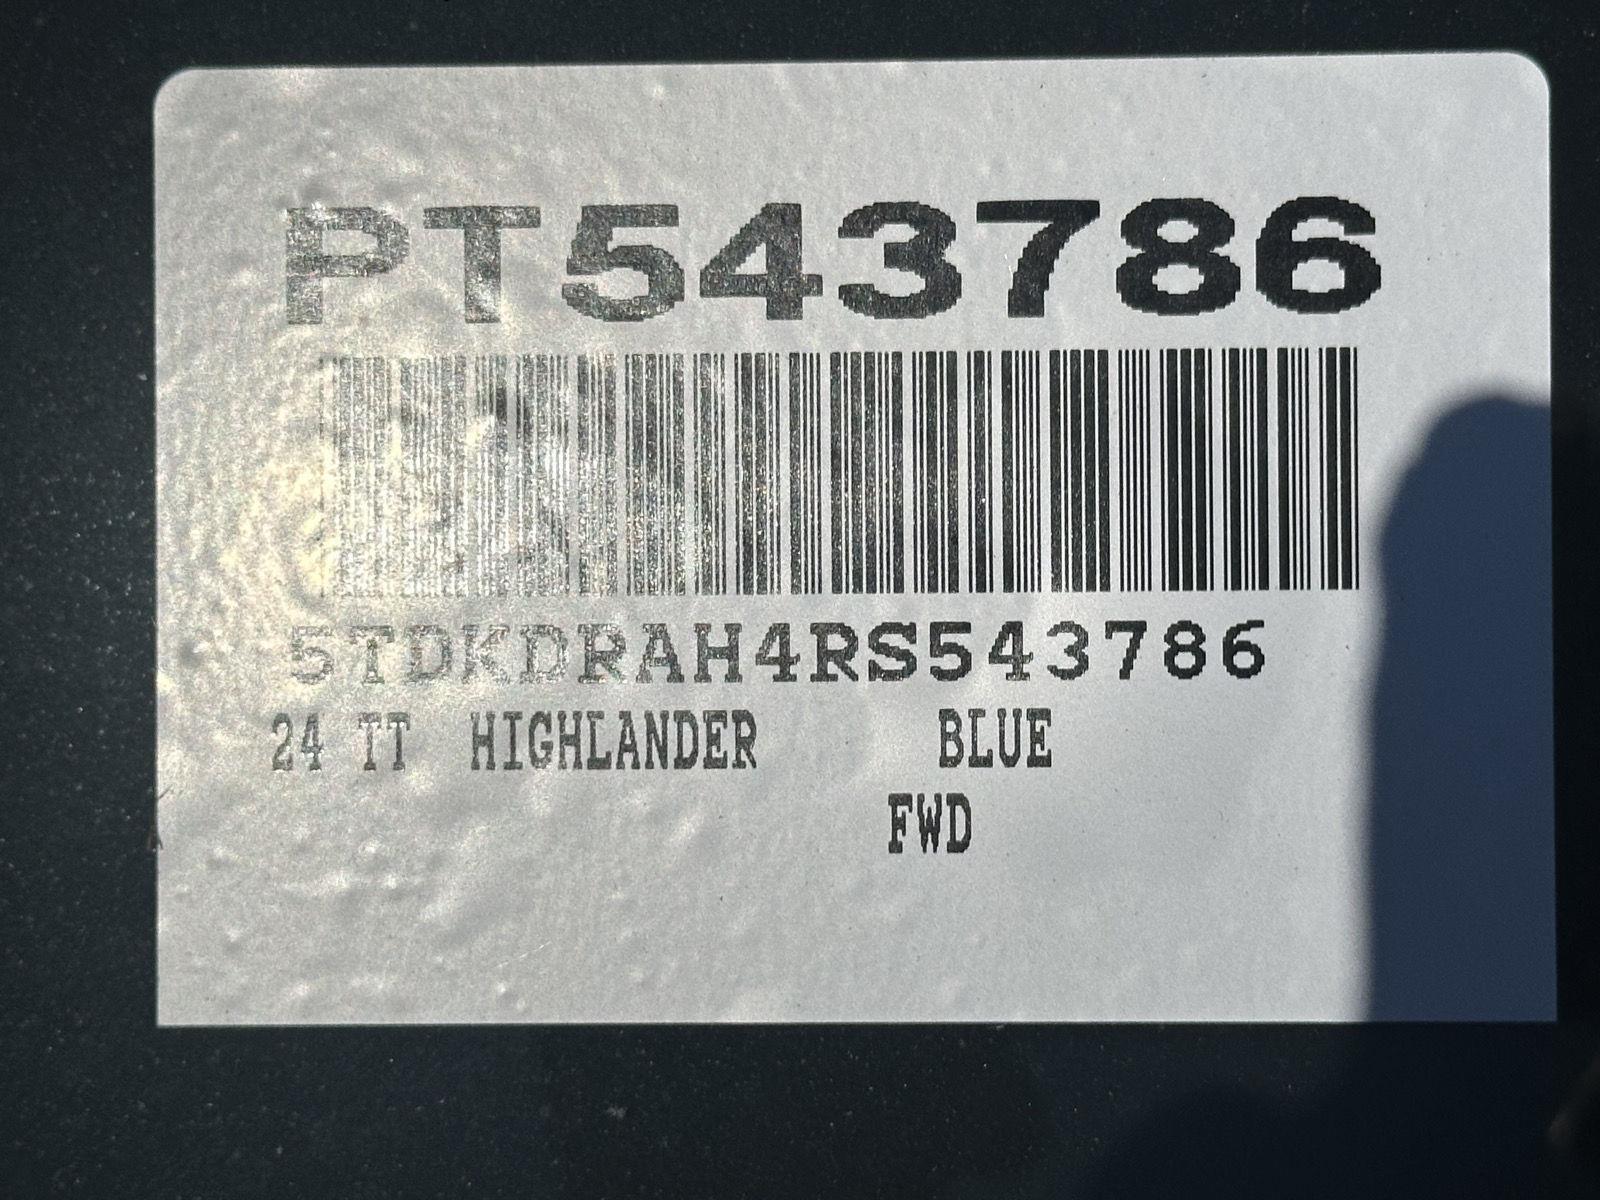 PT543786
5TDKDRAH4RS543786
24 TT HIGHLANDER BLUE
FWD